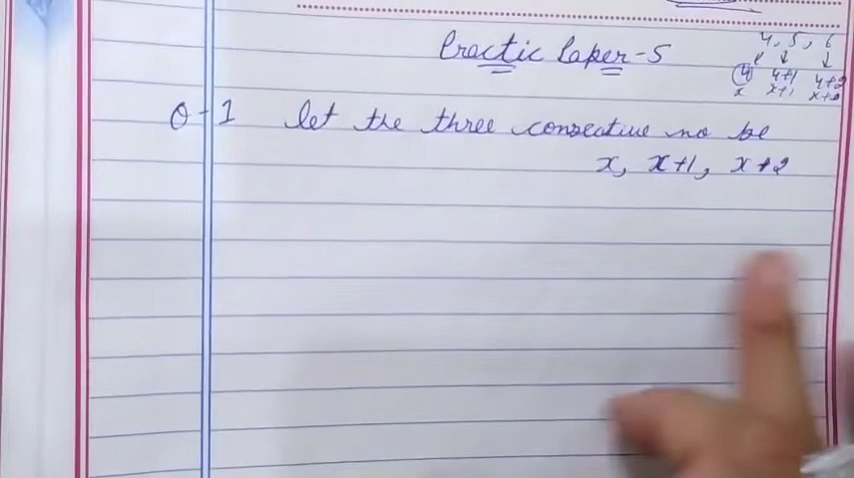 Practic Paper-5
4, 5, 6
↓ ↓ ↓
4 4+1 4+2
x x+1 x+2
Q-1 let the three consecutive no be
x, x+1, x+2